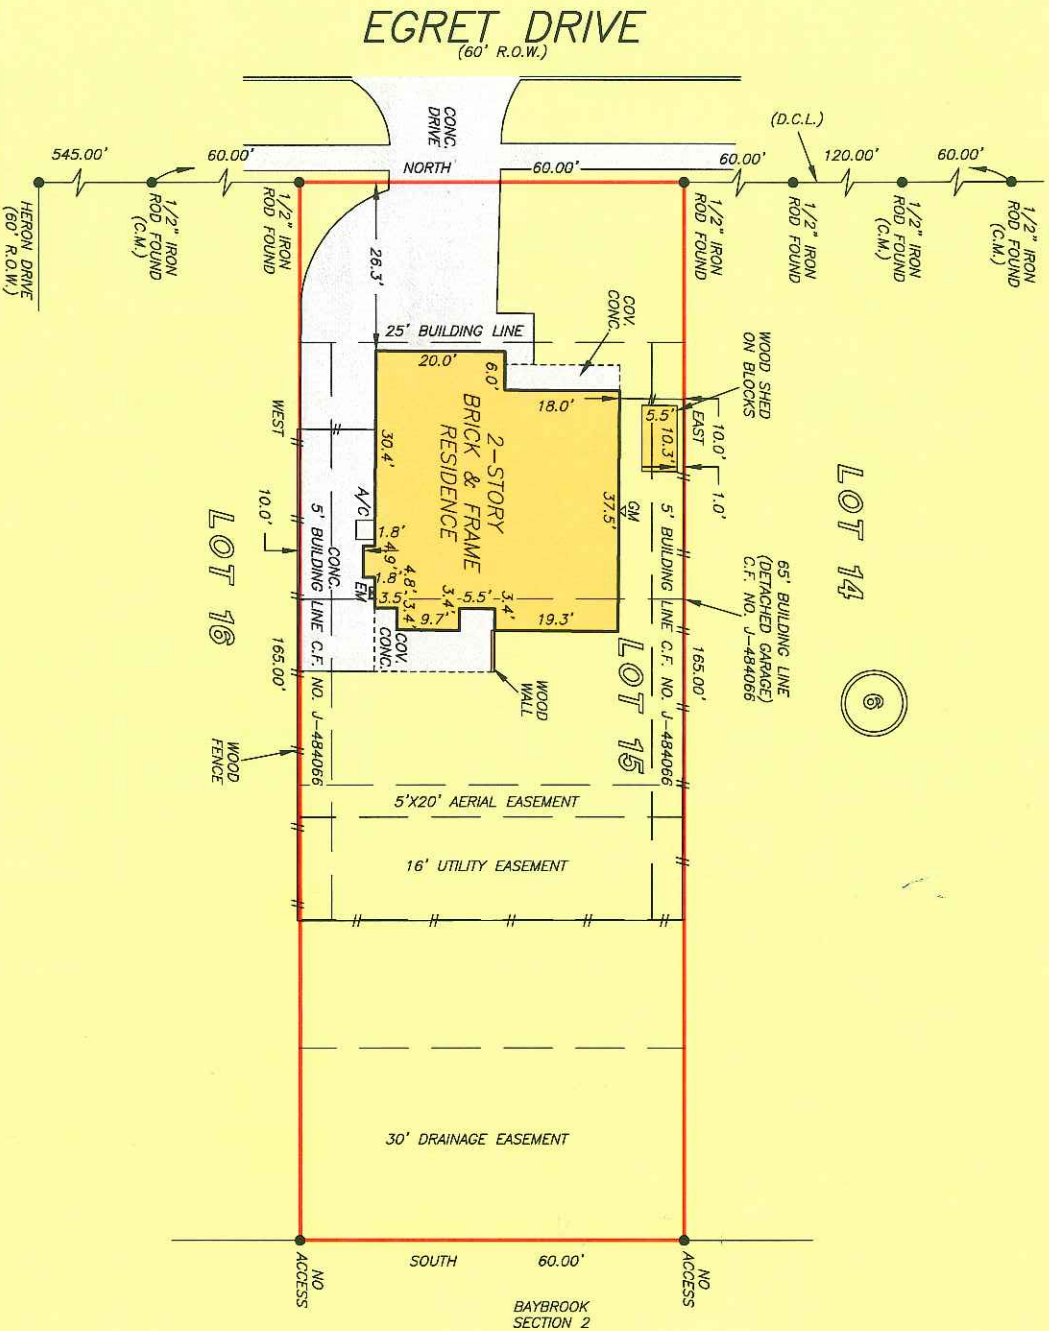 EGRET DRIVE
(60' R.O.W.)
CONC.
DRIVE
(D.C.L.)
545.00'
60.00'
NORTH
60.00'
60.00'
120.00'
60.00'
HERON DRIVE
(60' R.O.W.)
1/2" IRON
ROD FOUND
(C.M.)
1/2" IRON
ROD FOUND
1/2" IRON
ROD FOUND
1/2" IRON
ROD FOUND
1/2" IRON
ROD FOUND
(C.M.)
1/2" IRON
ROD FOUND
(C.M.)
26.3'
COV.
CONC.
25' BUILDING LINE
WOOD SHED
ON BLOCKS
20.0'
6.0'
18.0'
5.5'
10.3'
EAST
10.0'
1.0'
WEST
30.4'
2-STORY
BRICK & FRAME
RESIDENCE
37.5'
GM
LOT 14
A/C
10.0'
LOT 16
5' BUILDING LINE C.F. NO. J-484066
CONC.
1.8'
4.9'
1.8'
EM
3.5'
4.8'
3.4'
9.7'
3.4'
5.5'
3.4'
19.3'
5' BUILDING LINE C.F. NO. J-484066
65' BUILDING LINE
(DETACHED GARAGE)
C.F. NO. J-484066
COV.
CONC.
WOOD
WALL
LOT 15
165.00'
165.00'
6
WOOD
FENCE
5'X20' AERIAL EASEMENT
16' UTILITY EASEMENT
30' DRAINAGE EASEMENT
SOUTH
60.00'
NO
ACCESS
NO
ACCESS
BAYBROOK
SECTION 2